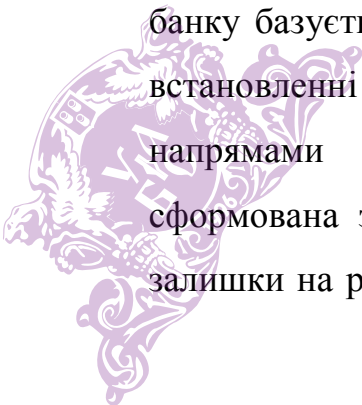 банку базуєт
встановленні
напрямами
сформована з
залишки на р